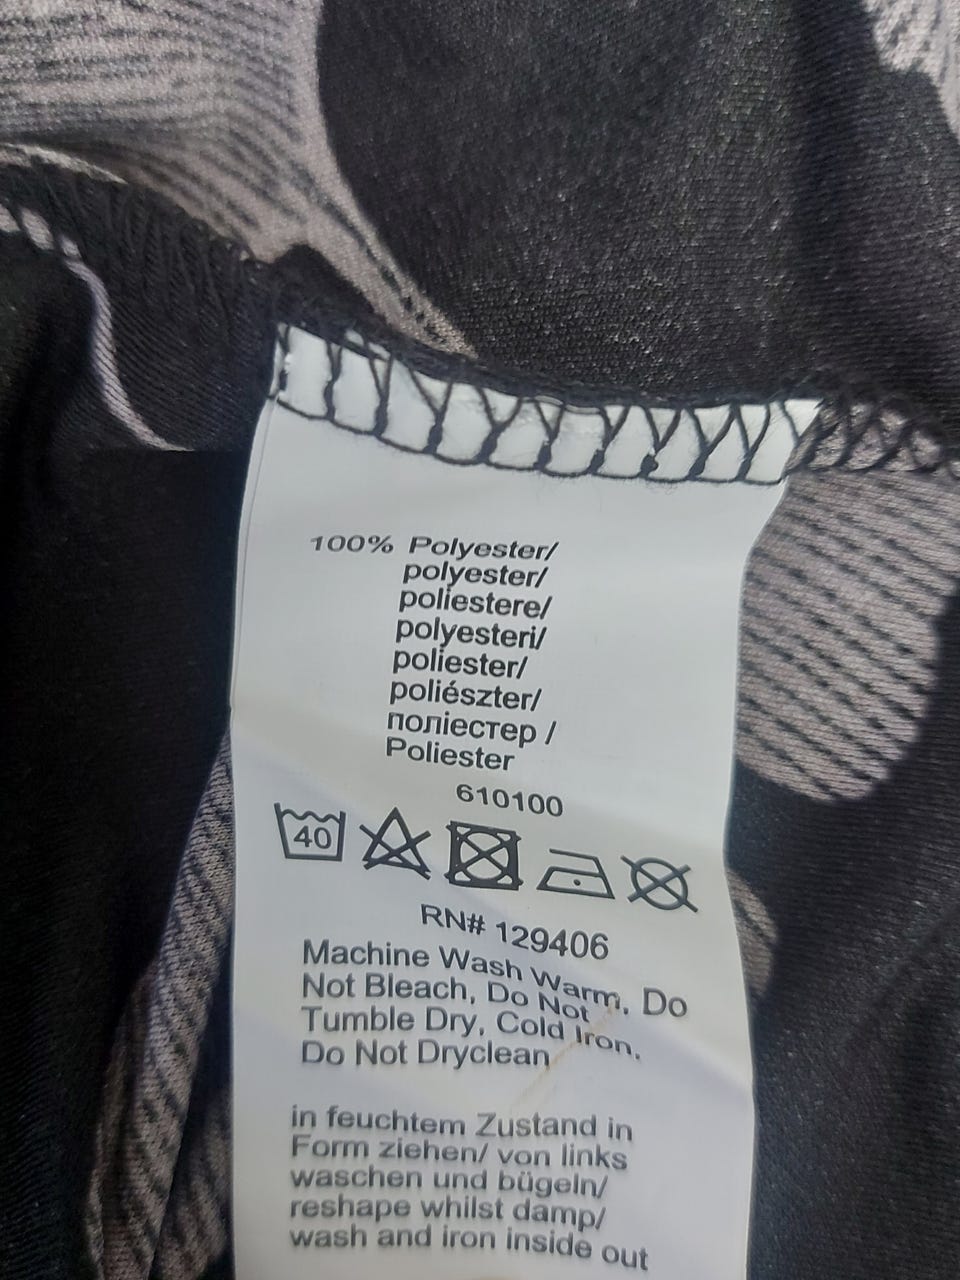 100% Polyester/
polyester/
poliestere/
polyesteri/
poliester/
poliészter/
поліестер /
Poliester
610100
40
RN# 129406
Machine Wash Warm, Do
Not Bleach, Do Not
Tumble Dry, Cold Iron.
Do Not Dryclean
in feuchtem Zustand in
Form ziehen/ von links
waschen und bügeln/
reshape whilst damp/
wash and iron inside out